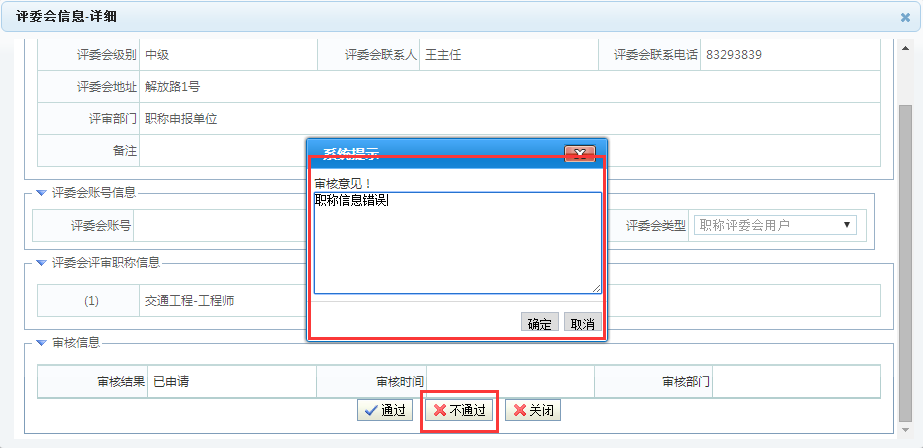 评委会信息-详细
评委会级别 中级 评委会联系人 王主任 评委会联系电话 83293839
评委会地址 解放路1号
评审部门 职称申报单位
备注
系统提示
审核意见！
职称信息错误
确定 取消
评委会账号信息
评委会账号 评委会类型 职称评委会用户
评委会评审职称信息
(1) 交通工程-工程师
审核信息
审核结果 已申请 审核时间 审核部门
通过 不通过 关闭